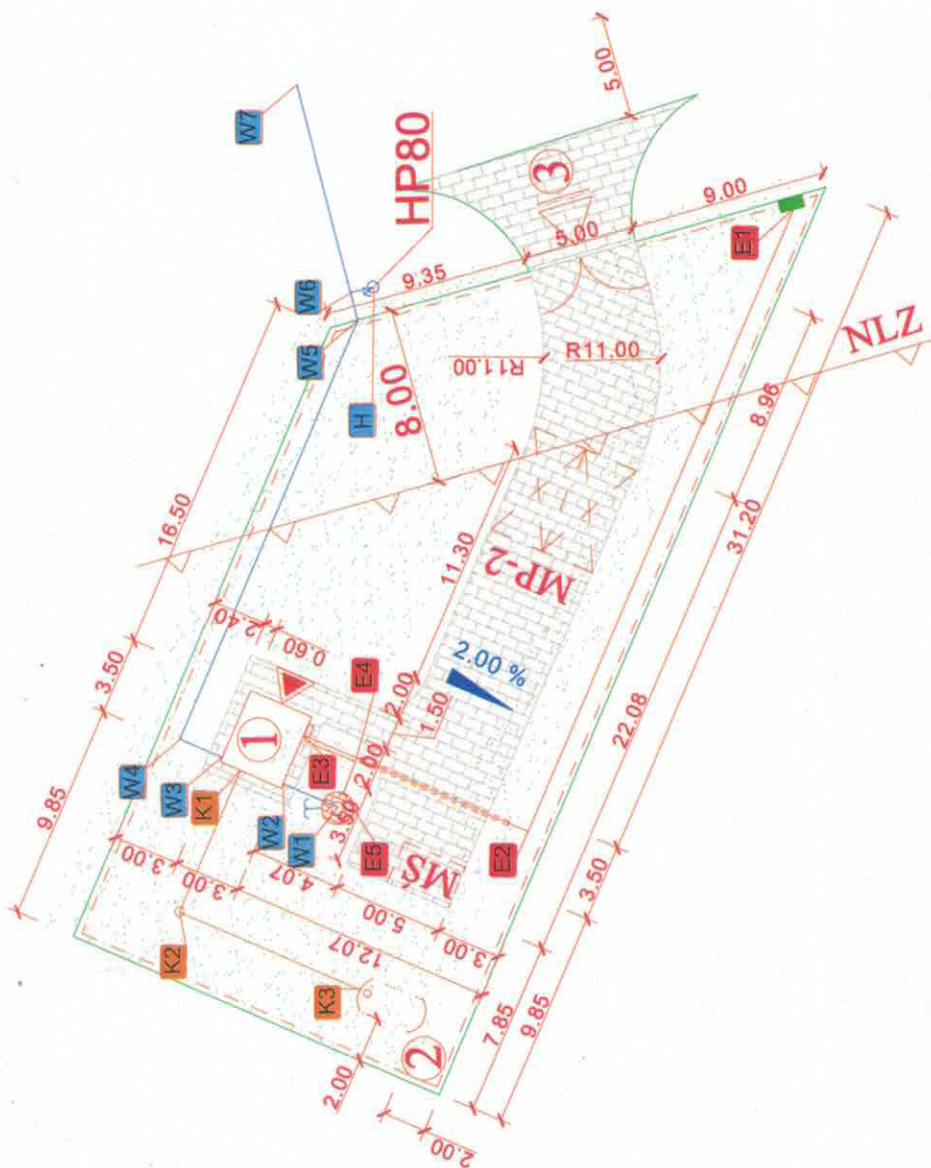 5.00
W7
HP80
3
9.00
5.00
E1
W6
9.35
W5
R11.00
R11.00
NLZ
H
8.00
8.96
16.50
31.20
11.30
MP-2
2.40
0.60
2.00 %
3.50
E4
2.00
1.50
22.08
1
W4
W3
K1
E3
2.00
9.85
W2
W1
3.50
E5
E2
MŚ
3.00
3.00
4.07
5.00
3.00
3.50
12.07
K2
K3
7.85
9.85
2
2.00
2.00